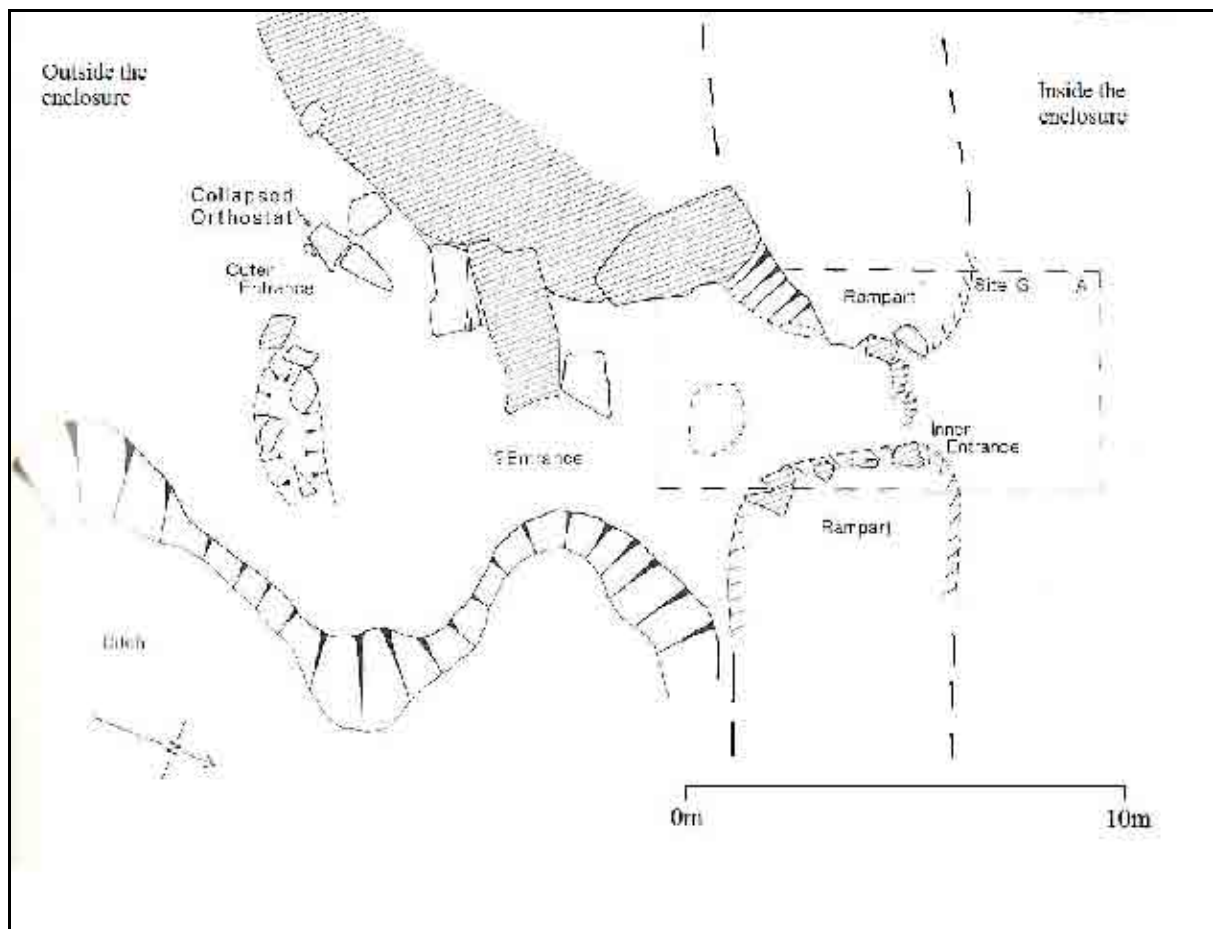 Outside the
enclosure
Inside the
enclosure
Collapsed
Orthostat
Outer
Entrance
Rampart
Site G
A
Inner
Entrance
?Entrance
Rampart
Ditch
0m
10m